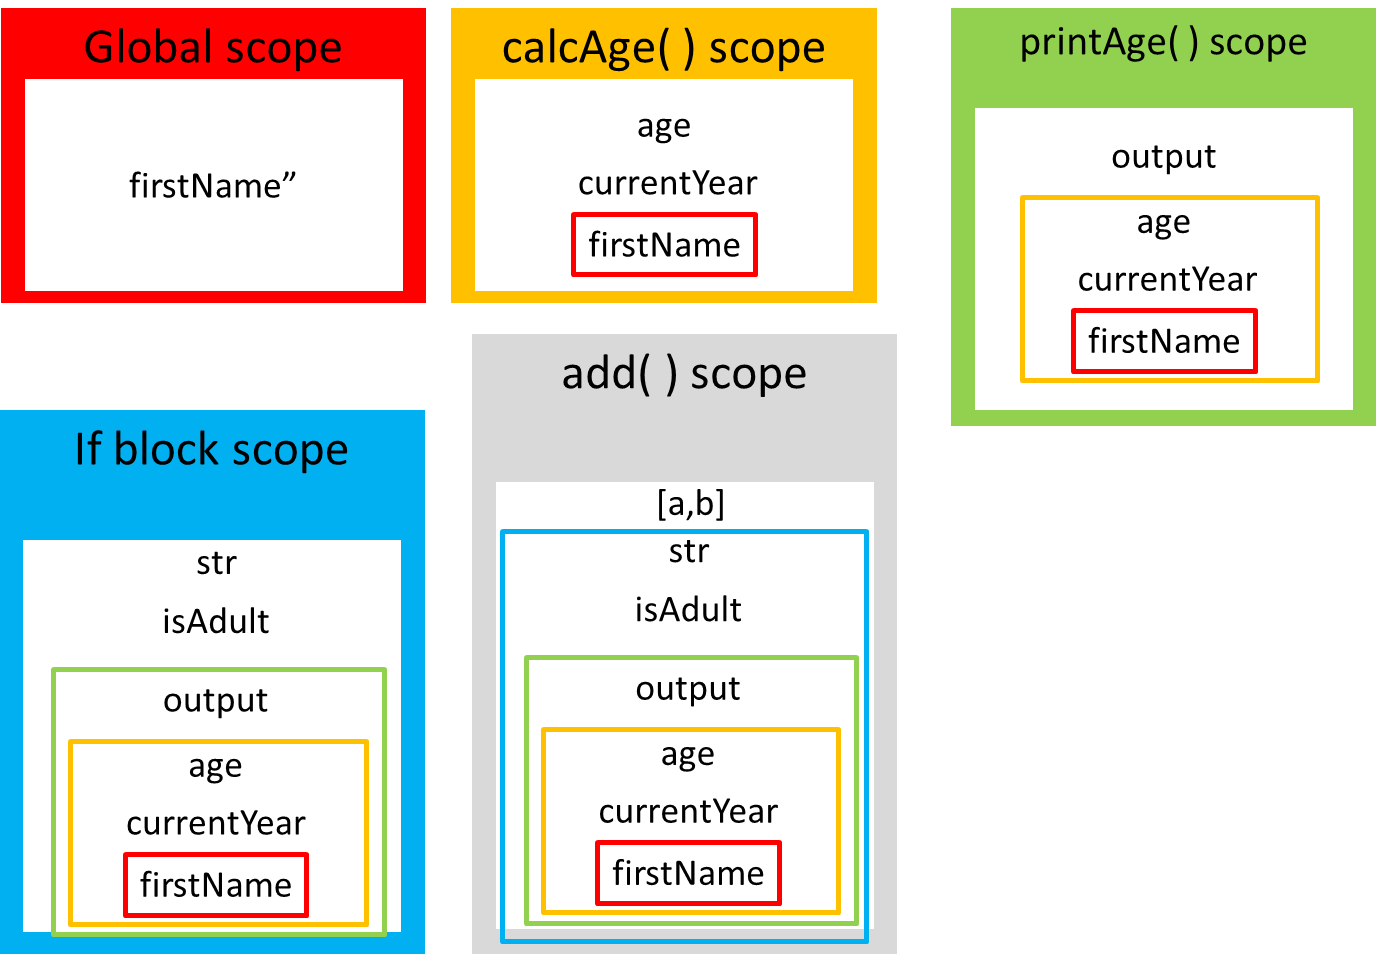 Global scope
firstName”
calcAge( ) scope
age
currentYear
firstName
printAge( ) scope
output
age
currentYear
firstName
If block scope
str
isAdult
output
age
currentYear
firstName
add( ) scope
[a,b]
str
isAdult
output
age
currentYear
firstName